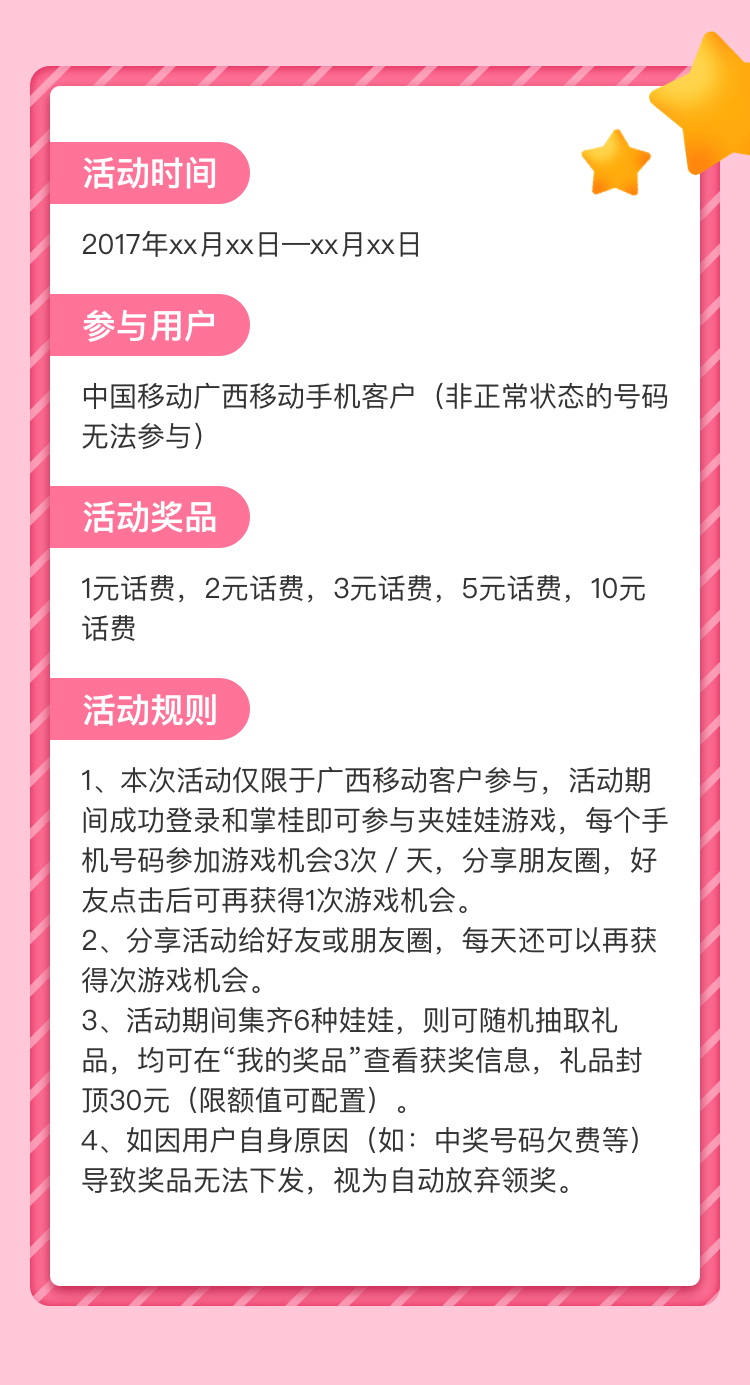 活动时间
2017年xx月xx日—xx月xx日
参与用户
中国移动广西移动手机客户（非正常状态的号码
无法参与）
活动奖品
1元话费，2元话费，3元话费，5元话费，10元
话费
活动规则
1、本次活动仅限于广西移动客户参与，活动期
间成功登录和掌桂即可参与夹娃娃游戏，每个手
机号码参加游戏机会3次／天，分享朋友圈，好
友点击后可再获得1次游戏机会。
2、分享活动给好友或朋友圈，每天还可以再获
得次游戏机会。
3、活动期间集齐6种娃娃，则可随机抽取礼
品，均可在“我的奖品”查看获奖信息，礼品封
顶30元（限额值可配置）。
4、如因用户自身原因（如：中奖号码欠费等）
导致奖品无法下发，视为自动放弃领奖。